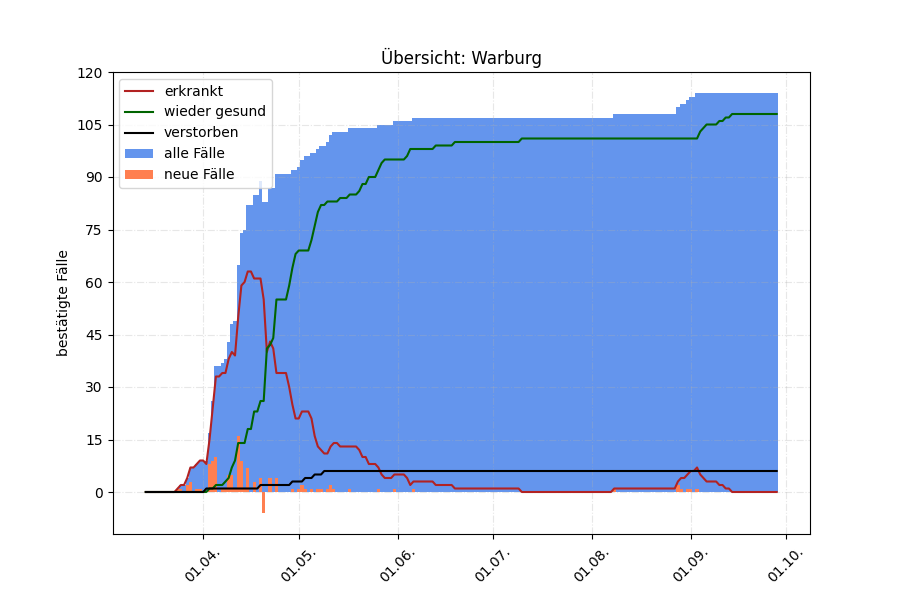 Übersicht: Warburg
erkrankt
wieder gesund
verstorben
alle Fälle
neue Fälle
bestätigte Fälle
120
105
90
75
60
45
30
15
0
01.04.
01.05.
01.06.
01.07.
01.08.
01.09.
01.10.